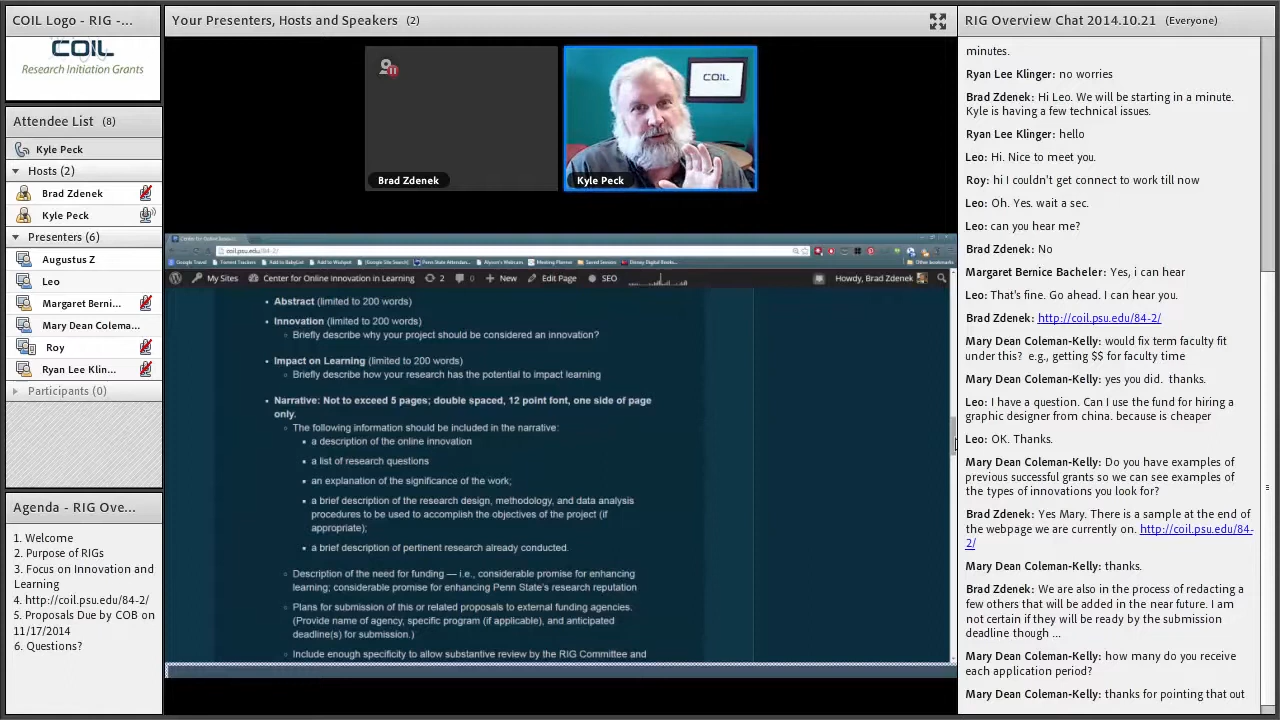 COIL Logo - RIG -...
COIL
Research Initiation Grants
Attendee List (8)
Kyle Peck
Hosts (2)
Brad Zdenek
Kyle Peck
Presenters (6)
Augustus Z
Leo
Margaret Berni...
Mary Dean Colema...
Roy
Ryan Lee Klin...
Participants (0)
Agenda - RIG Ove...
1. Welcome
2. Purpose of RIGs
3. Focus on Innovation and
Learning
4. http://coil.psu.edu/84-2/
5. Proposals Due by COB on
11/17/2014
6. Questions?
Your Presenters, Hosts and Speakers (2)
Brad Zdenek
COIL
Kyle Peck
coil.psu.edu/84-2/
My Sites
Center for Online Innovation in Learning
2
0
+ New
Edit Page
SEO
Howdy, Brad Zdenek
Abstract (limited to 200 words)
Innovation (limited to 200 words)
Briefly describe why your project should be considered an innovation?
Impact on Learning (limited to 200 words)
Briefly describe how your research has the potential to impact learning
Narrative: Not to exceed 5 pages; double spaced, 12 point font, one side of page
only.
The following information should be included in the narrative:
a description of the online innovation
a list of research questions
an explanation of the significance of the work;
a brief description of the research design, methodology, and data analysis
procedures to be used to accomplish the objectives of the project (if
appropriate);
a brief description of pertinent research already conducted.
Description of the need for funding — i.e., considerable promise for enhancing
learning; considerable promise for enhancing Penn State's research reputation
Plans for submission of this or related proposals to external funding agencies.
(Provide name of agency, specific program (if applicable), and anticipated
deadline(s) for submission.)
Include enough specificity to allow substantive review by the RIG Committee and
RIG Overview Chat 2014.10.21 (Everyone)
minutes.
Ryan Lee Klinger: no worries
Brad Zdenek: Hi Leo. We will be starting in a minute.
Kyle is having a few technical issues.
Ryan Lee Klinger: hello
Leo: Hi. Nice to meet you.
Roy: hi I coudn't get connect to work till now
Leo: Oh. Yes. wait a sec.
Leo: can you hear me?
Brad Zdenek: No
Margaret Bernice Bacheler: Yes, i can hear
Leo: That's fine. Go ahead. I can hear you.
Brad Zdenek: http://coil.psu.edu/84-2/
Mary Dean Coleman-Kelly: would fix term faculty fit
under this? e.g., getting $$ for their time
Mary Dean Coleman-Kelly: yes you did.  thanks.
Leo: I have a question. Can I use the fund for hiring a
graphic designer from china. because is cheaper
Leo: OK. Thanks.
Mary Dean Coleman-Kelly: Do you have examples of
previous successful grants so we can see examples of
the types of innovations you look for?
Brad Zdenek: Yes Mary. There is a sample at the end of
the webpage we are currently on. http://coil.psu.edu/84-
2/
Mary Dean Coleman-Kelly: thanks.
Brad Zdenek: We are also in the process of redacting a
few others that will be added in the near future. I am
not certain if they will be ready by the submission
deadline though ...
Mary Dean Coleman-Kelly: how many do you receive
each application period?
Mary Dean Coleman-Kelly: thanks for pointing that out